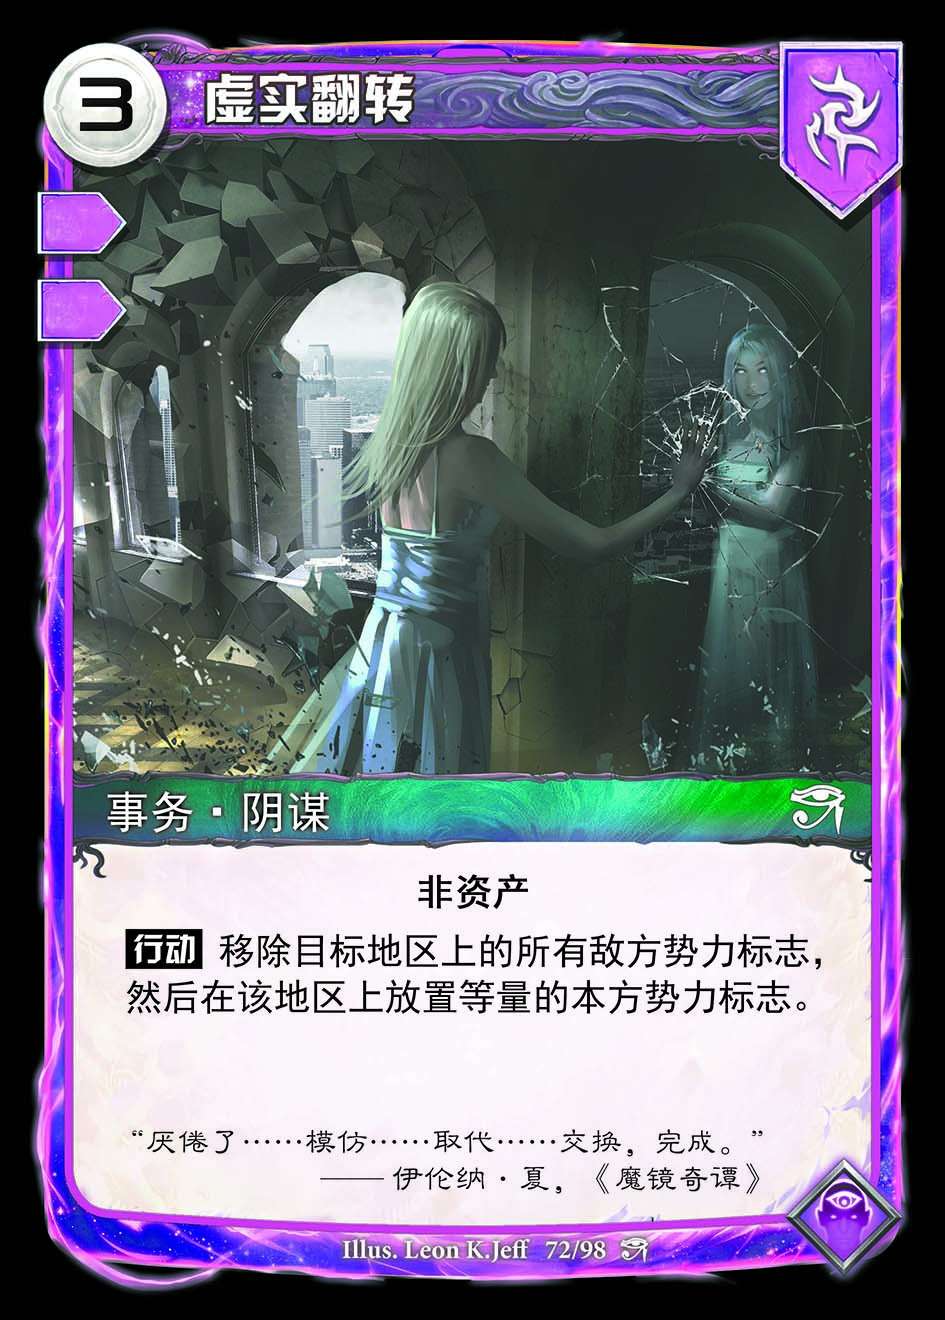 3
虚实翻转
事务·阴谋
非资产
行动 移除目标地区上的所有敌方势力标志，
然后在该地区上放置等量的本方势力标志。
“厌倦了……模仿……取代……交换，完成。”
——伊伦纳·夏，《魔镜奇谭》
Illus. Leon K.Jeff 72/98